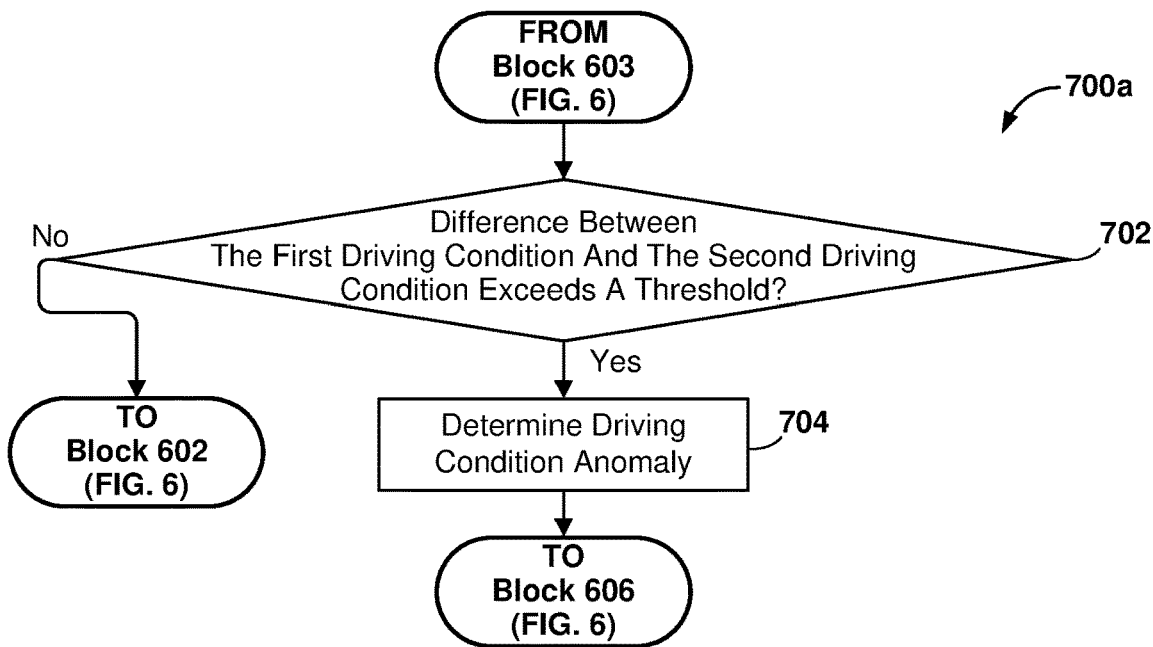 FROM
Block 603
(FIG. 6)
700a
Difference Between
The First Driving Condition And The Second Driving
Condition Exceeds A Threshold?
702
No
Yes
TO
Block 602
(FIG. 6)
Determine Driving
Condition Anomaly
704
TO
Block 606
(FIG. 6)